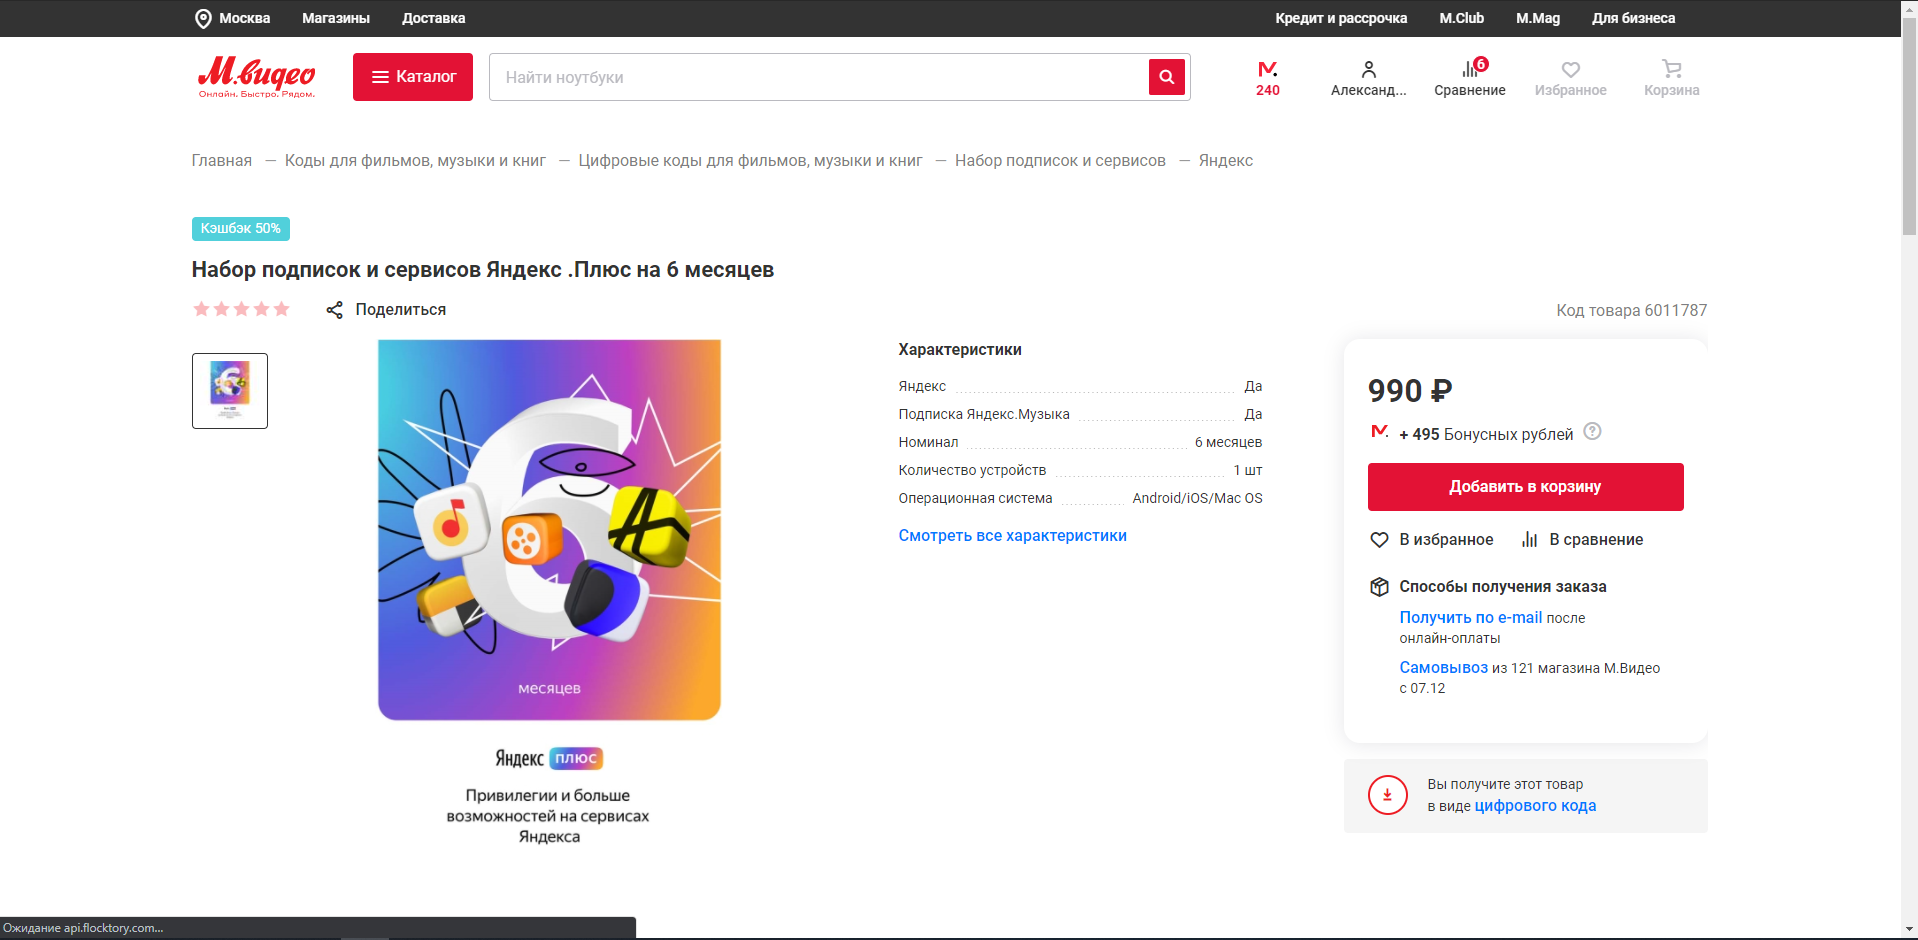 Москва Магазины Доставка Кредит и рассрочка M.Club M.Mag Для бизнеса
М.видео
Онлайн. Быстро. Рядом.
Каталог
Найти ноутбуки
240
Александ...
6
Сравнение
Избранное
Корзина
Главная — Коды для фильмов, музыки и книг — Цифровые коды для фильмов, музыки и книг — Набор подписок и сервисов — Яндекс
Кэшбэк 50%
Набор подписок и сервисов Яндекс .Плюс на 6 месяцев
Поделиться
Код товара 6011787
месяцев
Яндекс плюс
Привилегии и больше
возможностей на сервисах
Яндекса
Характеристики
Яндекс Да
Подписка Яндекс.Музыка Да
Номинал 6 месяцев
Количество устройств 1 шт
Операционная система Android/iOS/Mac OS
Смотреть все характеристики
990 ₽
+ 495 Бонусных рублей ?
Добавить в корзину
В избранное В сравнение
Способы получения заказа
Получить по e-mail после
онлайн-оплаты
Самовывоз из 121 магазина М.Видео
с 07.12
Вы получите этот товар
в виде цифрового кода
Ожидание api.flocktory.com...